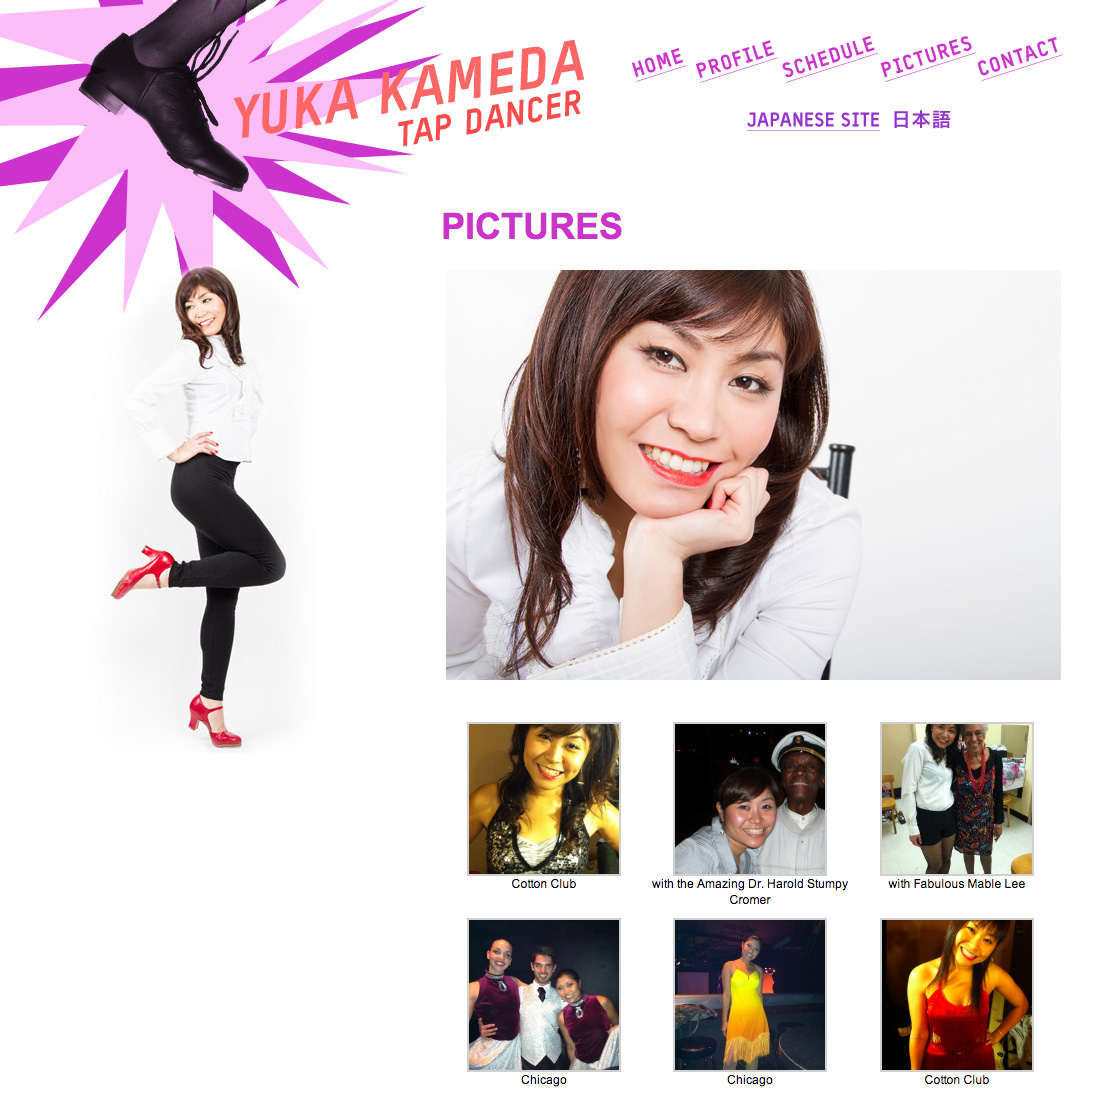 YUKA KAMEDA
TAP DANCER
HOME PROFILE SCHEDULE PICTURES CONTACT
JAPANESE SITE 日本語
PICTURES
Cotton Club
with the Amazing Dr. Harold Stumpy
Cromer
with Fabulous Mable Lee
Chicago
Chicago
Cotton Club